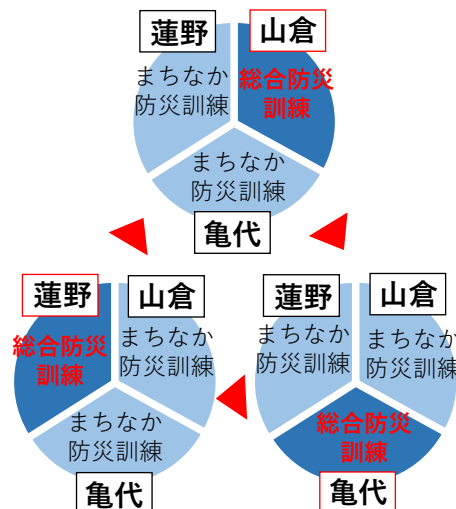 蓮野
山倉
まちなか
防災訓練
総合防災
訓練
まちなか
防災訓練
亀代
蓮野
山倉
総合防災
訓練
まちなか
防災訓練
まちなか
防災訓練
亀代
蓮野
山倉
まちなか
防災訓練
まちなか
防災訓練
総合防災
訓練
亀代